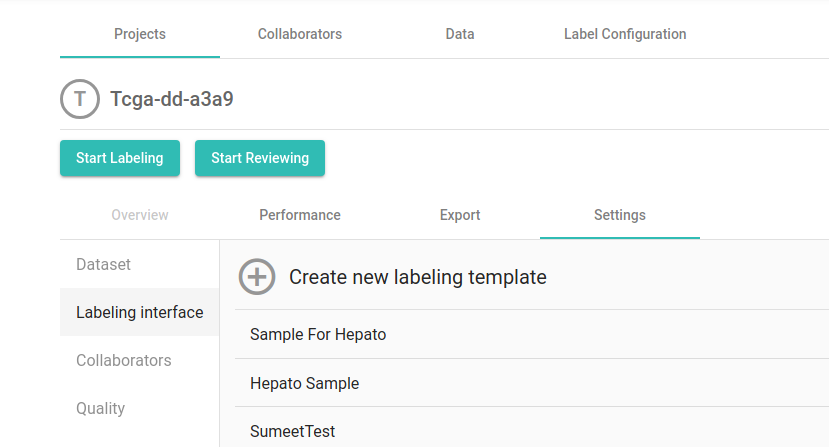 Projects Collaborators Data Label Configuration
T Tcga-dd-a3a9
Start Labeling Start Reviewing
Overview Performance Export Settings
Dataset
Labeling interface
Collaborators
Quality
Create new labeling template
Sample For Hepato
Hepato Sample
SumeetTest